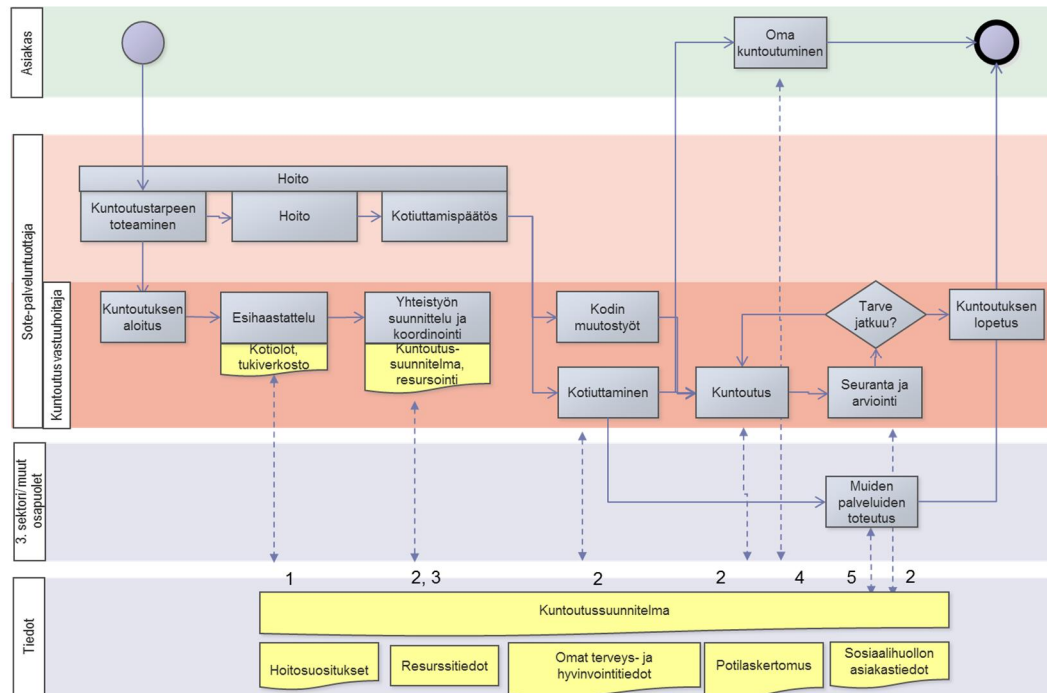 Asiakas
Oma
kuntoutuminen
Sote-palveluntuottaja
Hoito
Kuntoutustarpeen
toteaminen
Hoito
Kotiuttamispäätös
Kuntoutus vastuuhoitaja
Kuntoutuksen
aloitus
Esihaastattelu
Kotiolot,
tukiverkosto
Yhteistyön
suunnittelu ja
koordinointi
Kuntoutus-
suunnitelma,
resursointi
Kodin
muutostyöt
Kotiuttaminen
Kuntoutus
Tarve
jatkuu?
Seuranta ja
arviointi
Kuntoutuksen
lopetus
3. sektori/ muut
osapuolet
Muiden
palveluiden
toteutus
1
2, 3
2
2
4
5
2
Tiedot
Kuntoutussuunnitelma
Hoitosuositukset
Resurssitiedot
Omat terveys- ja
hyvinvointitiedot
Potilaskertomus
Sosiaalihuollon
asiakastiedot